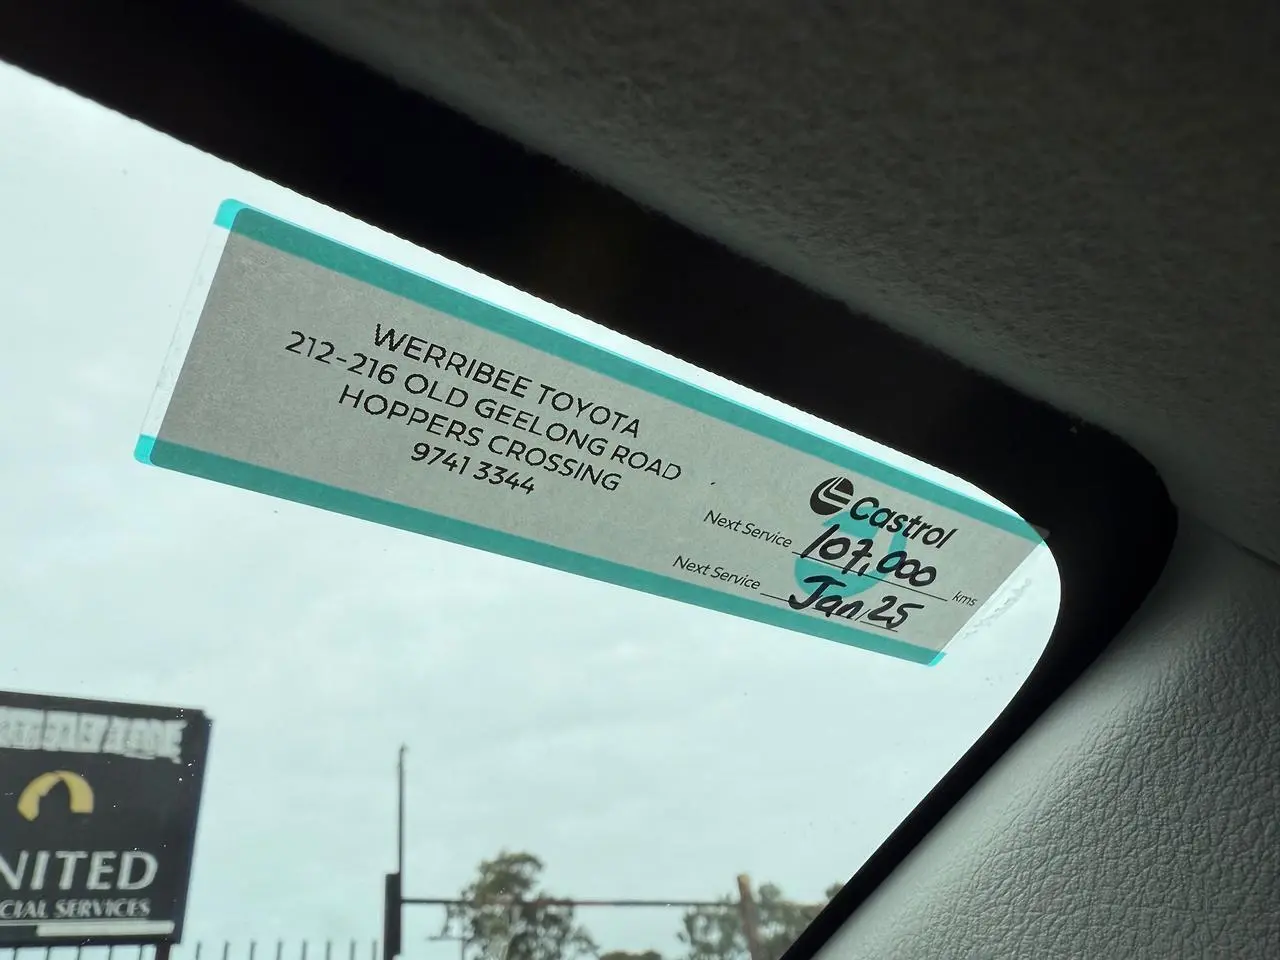 WERRIBEE TOYOTA
212-216 OLD GEELONG ROAD
HOPPERS CROSSING
9741 3344
Castrol
Next Service 107,000 kms
Next Service Jan/25
NITED
CIAL SERVICES